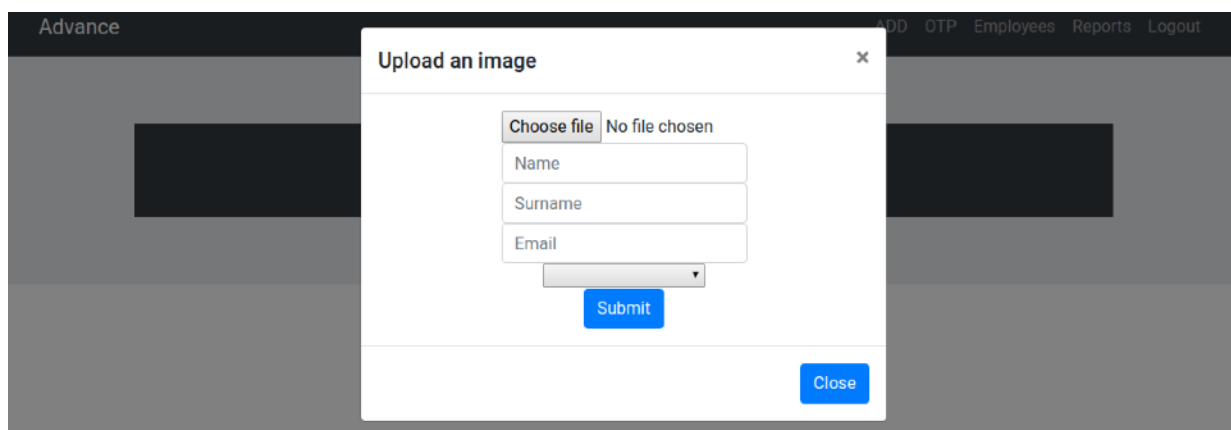 Advance ADD OTP Employees Reports Logout
Upload an image ×
Choose file No file chosen
Name
Surname
Email
Submit
Close